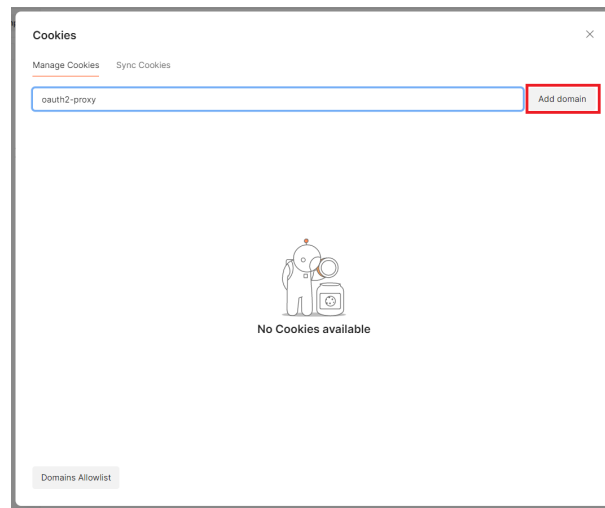 Cookies
Manage Cookies Sync Cookies
oauth2-proxy
Add domain
No Cookies available
Domains Allowlist